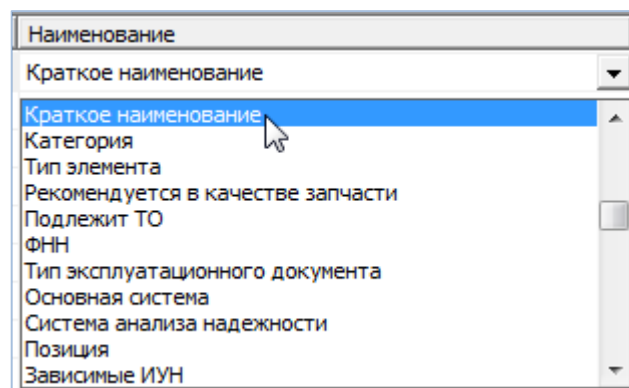 Наименование
Краткое наименование
Краткое наименование
Категория
Тип элемента
Рекомендуется в качестве запчасти
Подлежит ТО
ФНН
Тип эксплуатационного документа
Основная система
Система анализа надежности
Позиция
Зависимые ИУН